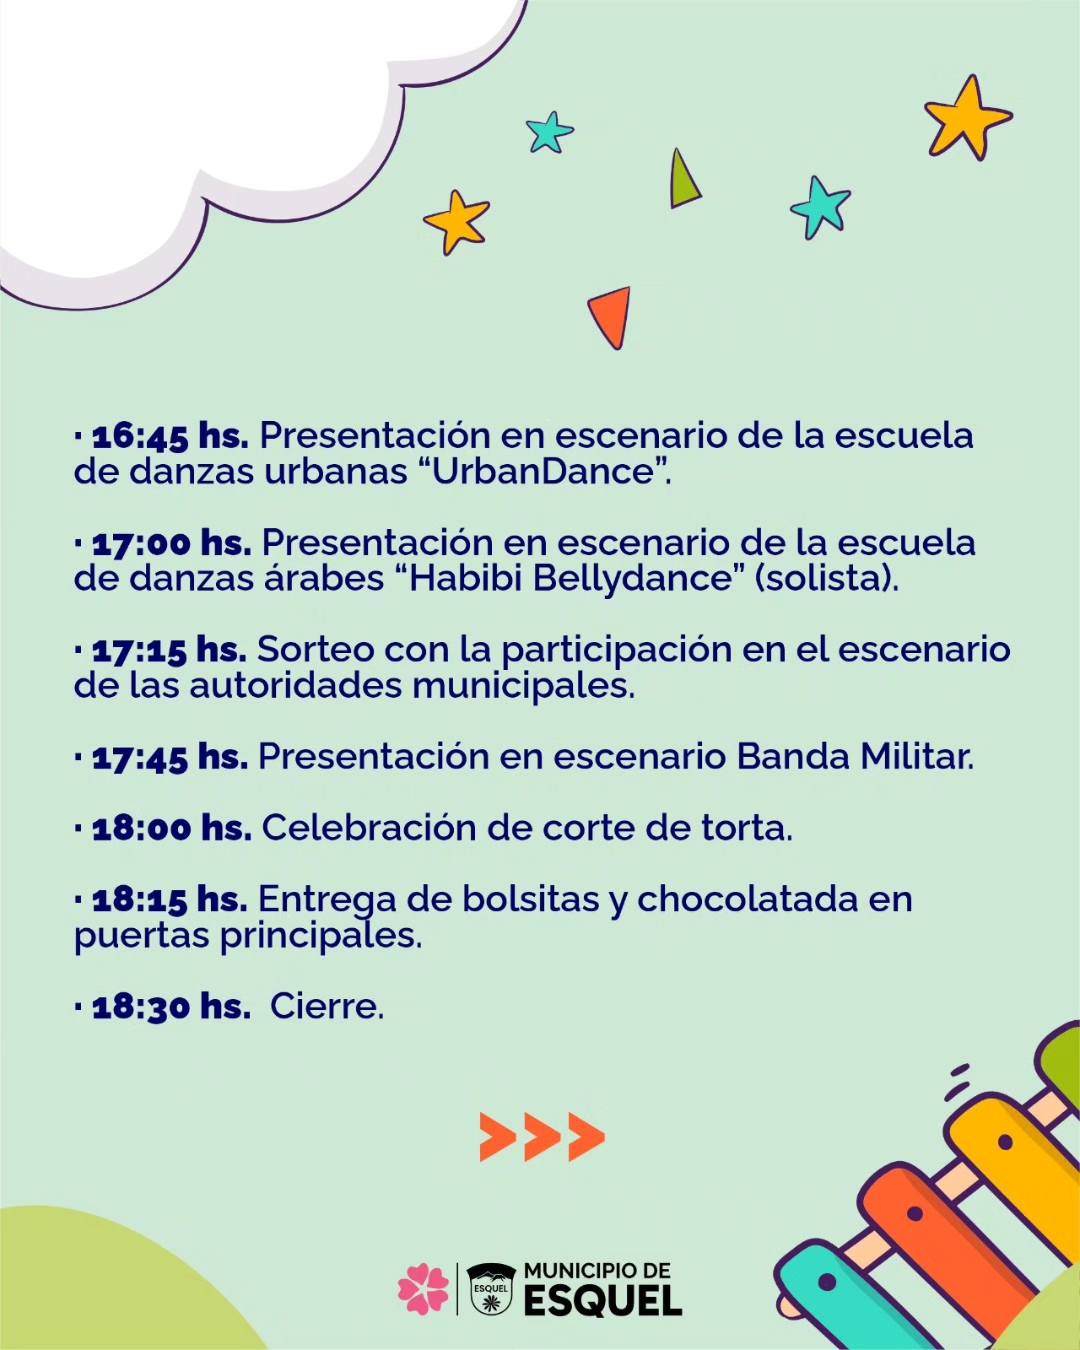 · 16:45 hs. Presentación en escenario de la escuela
de danzas urbanas “UrbanDance”.
· 17:00 hs. Presentación en escenario de la escuela
de danzas árabes “Habibi Bellydance” (solista).
· 17:15 hs. Sorteo con la participación en el escenario
de las autoridades municipales.
· 17:45 hs. Presentación en escenario Banda Militar.
· 18:00 hs. Celebración de corte de torta.
· 18:15 hs. Entrega de bolsitas y chocolatada en
puertas principales.
· 18:30 hs. Cierre.
>>>
ESQUEL
MUNICIPIO DE
ESQUEL